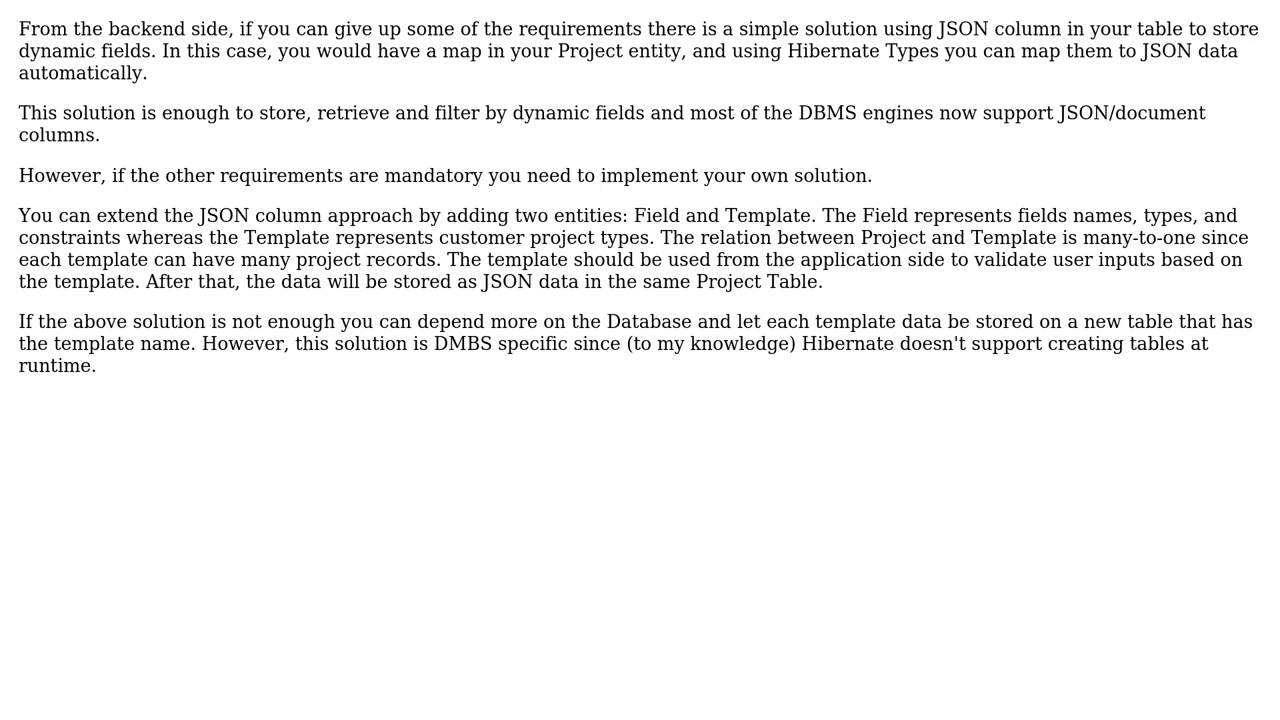 From the backend side, if you can give up some of the requirements there is a simple solution using JSON column in your table to store
dynamic fields. In this case, you would have a map in your Project entity, and using Hibernate Types you can map them to JSON data
automatically.
This solution is enough to store, retrieve and filter by dynamic fields and most of the DBMS engines now support JSON/document
columns.
However, if the other requirements are mandatory you need to implement your own solution.
You can extend the JSON column approach by adding two entities: Field and Template. The Field represents fields names, types, and
constraints whereas the Template represents customer project types. The relation between Project and Template is many-to-one since
each template can have many project records. The template should be used from the application side to validate user inputs based on
the template. After that, the data will be stored as JSON data in the same Project Table.
If the above solution is not enough you can depend more on the Database and let each template data be stored on a new table that has
the template name. However, this solution is DMBS specific since (to my knowledge) Hibernate doesn't support creating tables at
runtime.